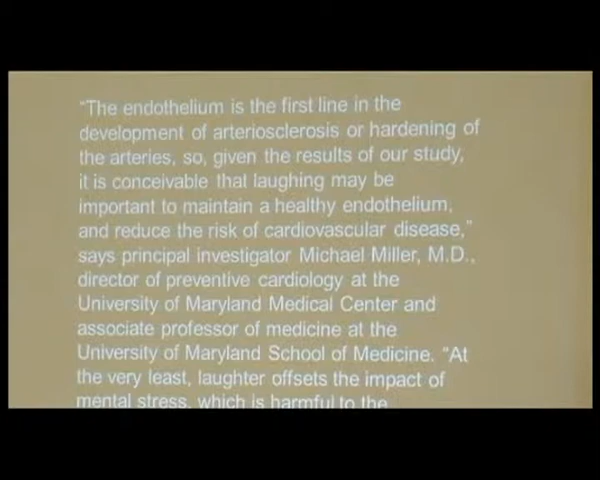 “The endothelium is the first line in the
development of arteriosclerosis or hardening of
the arteries, so, given the results of our study,
it is conceivable that laughing may be
important to maintain a healthy endothelium,
and reduce the risk of cardiovascular disease,”
says principal investigator Michael Miller, M.D.,
director of preventive cardiology at the
University of Maryland Medical Center and
associate professor of medicine at the
University of Maryland School of Medicine. “At
the very least, laughter offsets the impact of
mental stress, which is harmful to the